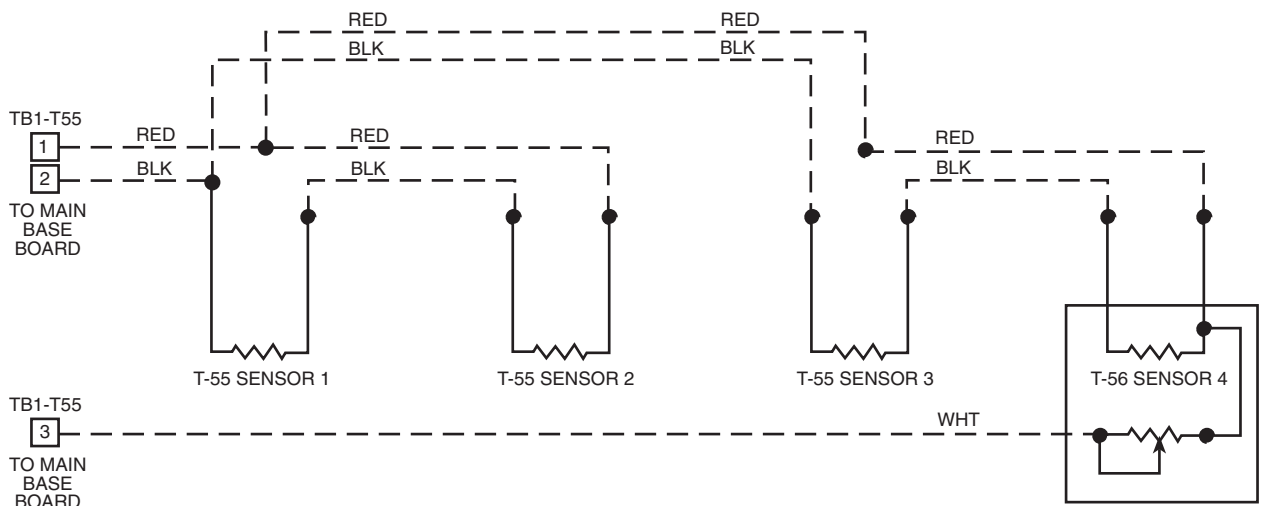 RED RED
BLK BLK
TB1-T55
1 RED RED RED
2 BLK BLK BLK
TO MAIN
BASE
BOARD
T-55 SENSOR 1 T-55 SENSOR 2 T-55 SENSOR 3 T-56 SENSOR 4
TB1-T55
3 WHT
TO MAIN
BASE
BOARD